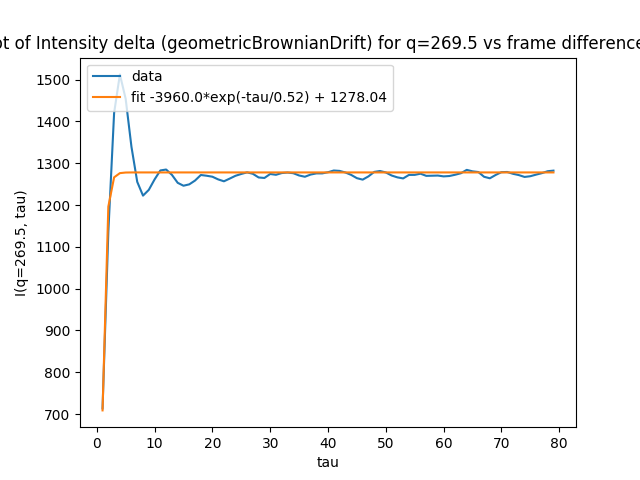 ot of Intensity delta (geometricBrownianDrift) for q=269.5 vs frame difference
data
fit -3960.0*exp(-tau/0.52) + 1278.04
1500
1400
1300
1200
1100
1000
900
800
700
I(q=269.5, tau)
0 10 20 30 40 50 60 70 80
tau